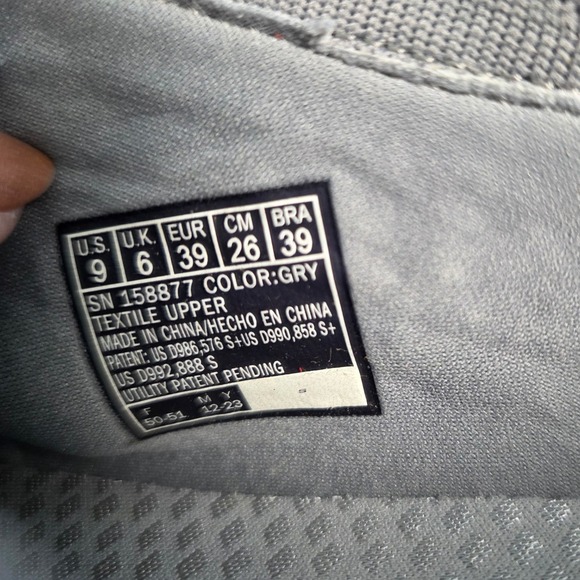 U.S. U.K. EUR CM BRA
9 6 39 26 39
SN 158877 COLOR:GRY
TEXTILE UPPER
MADE IN CHINA/HECHO EN CHINA
PATENT: US D986,576 S+US D990,858 S+
US D992,888 S
UTILITY PATENT PENDING
F M Y
50-51 12-23